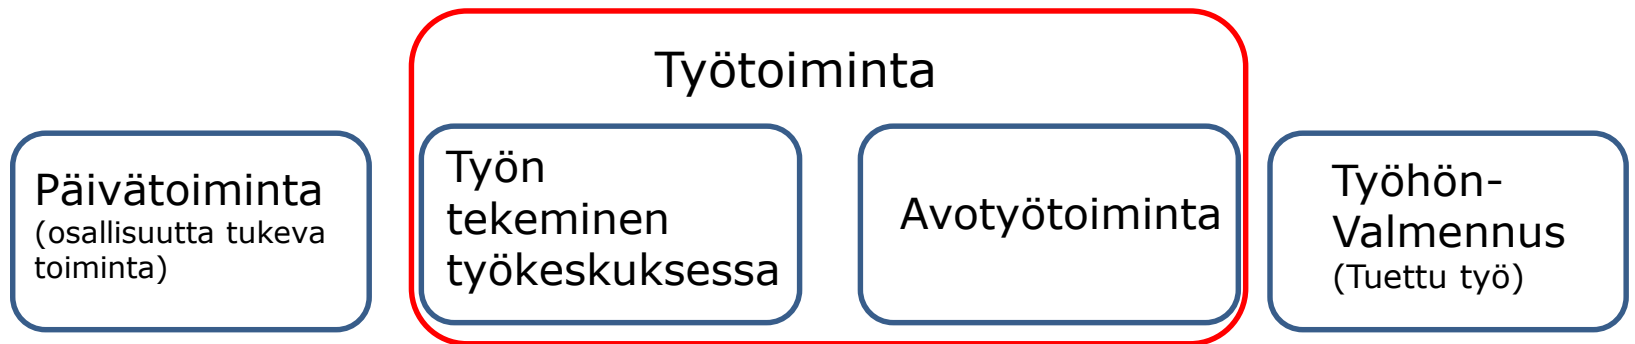 Työtoiminta
Päivätoiminta
(osallisuutta tukeva
toiminta)
Työn
tekeminen
työkeskuksessa
Avotyötoiminta
Työhön-
Valmennus
(Tuettu työ)